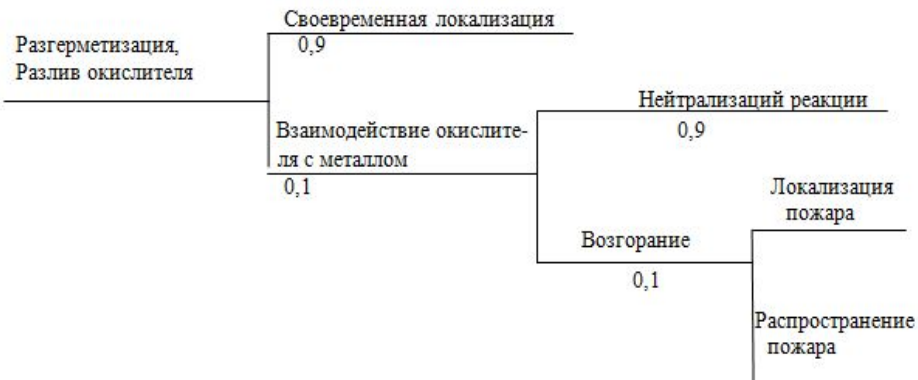 Своевременная локализация
0,9
Разгерметизация,
Разлив окислителя
Нейтрализаций реакции
0,9
Взаимодействие окислите-
ля с металлом
0,1
Локализация
пожара
Возгорание
0,1
Распространение
пожара